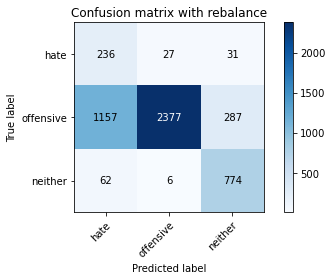 Confusion matrix with rebalance
True label
hate
offensive
neither
236 27 31
1157 2377 287
62 6 774
hate
offensive
neither
Predicted label
2000
1500
1000
500